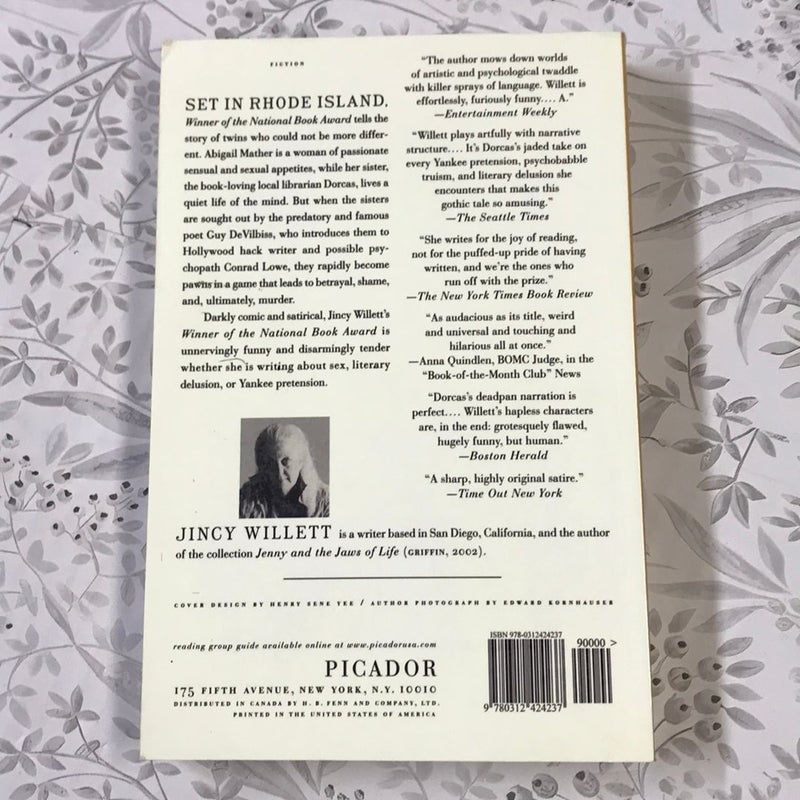 FICTION
SET IN RHODE ISLAND,
Winner of the National Book Award tells the
story of twins who could not be more differ-
ent. Abigail Mather is a woman of passionate
sensual and sexual appetites, while her sister,
the book-loving local librarian Dorcas, lives a
quiet life of the mind. But when the sisters
are sought out by the predatory and famous
poet Guy DeVilbiss, who introduces them to
Hollywood hack writer and possible psy-
chopath Conrad Lowe, they rapidly become
pawns in a game that leads to betrayal, shame,
and, ultimately, murder.
Darkly comic and satirical, Jincy Willett's
Winner of the National Book Award is
unnervingly funny and disarmingly tender
whether she is writing about sex, literary
delusion, or Yankee pretension.
"The author mows down worlds
of artistic and psychological twaddle
with killer sprays of language. Willett is
effortlessly, furiously funny.... A."
—Entertainment Weekly
"Willett plays artfully with narrative
structure.... It's Dorcas's jaded take on
every Yankee pretension, psychobabble
truism, and literary delusion she
encounters that makes this
gothic tale so amusing."
—The Seattle Times
"She writes for the joy of reading,
not for the puffed-up pride of having
written, and we're the ones who
run off with the prize."
—The New York Times Book Review
"As audacious as its title, weird
and universal and touching and
hilarious all at once."
—Anna Quindlen, BOMC Judge, in the
"Book-of-the-Month Club" News
"Dorcas's deadpan narration is
perfect.... Willett's hapless characters
are, in the end: grotesquely flawed,
hugely funny, but human."
—Boston Herald
"A sharp, highly original satire."
—Time Out New York
JINCY WILLETT is a writer based in San Diego, California, and the author
of the collection Jenny and the Jaws of Life (GRIFFIN, 2002).
COVER DESIGN BY HENRY SENE YEE / AUTHOR PHOTOGRAPH BY EDWARD KORNHAUSER
reading group guide available online at www.picadorusa.com
PICADOR
175 FIFTH AVENUE, NEW YORK, N.Y. 10010
DISTRIBUTED IN CANADA BY H. B. FENN AND COMPANY, LTD.
PRINTED IN THE UNITED STATES OF AMERICA
ISBN 978-0312424237
90000 >
9 780312 424237